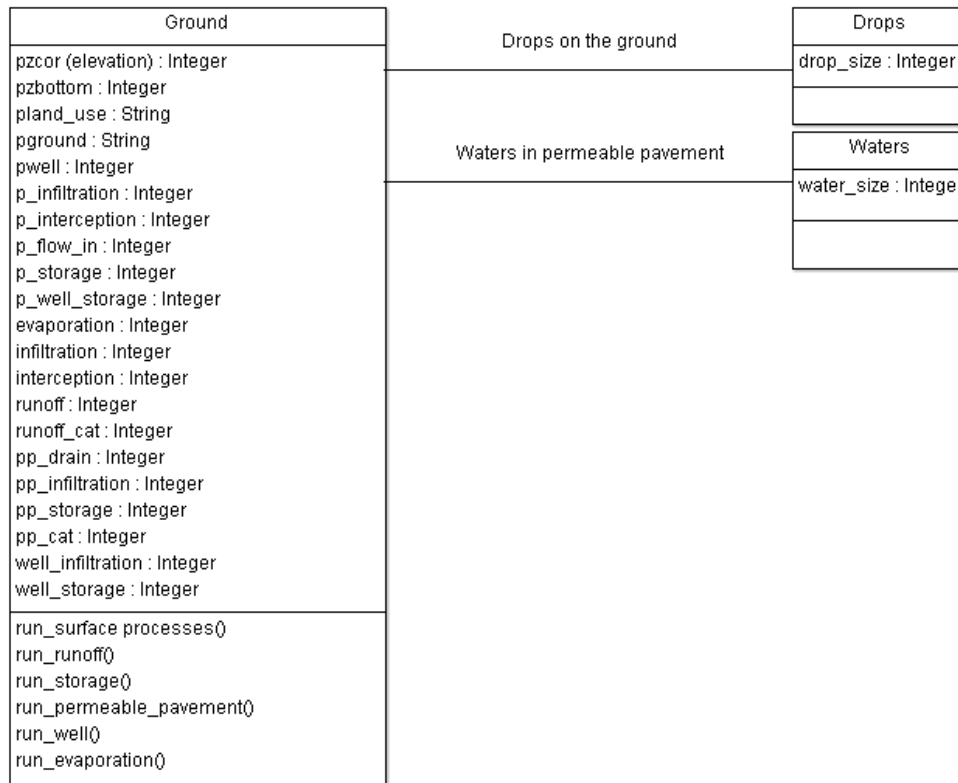 Ground
pzcor (elevation) : Integer
pzbottom : Integer
pland_use : String
pground : String
pwell : Integer
p_infiltration : Integer
p_interception : Integer
p_flow_in : Integer
p_storage : Integer
p_well_storage : Integer
evaporation : Integer
infiltration : Integer
interception : Integer
runoff : Integer
runoff_cat : Integer
pp_drain : Integer
pp_infiltration : Integer
pp_storage : Integer
pp_cat : Integer
well_infiltration : Integer
well_storage : Integer
run_surface processes()
run_runoff()
run_storage()
run_permeable_pavement()
run_well()
run_evaporation()
Drops on the ground
Waters in permeable pavement
Drops
drop_size : Integer
Waters
water_size : Intege